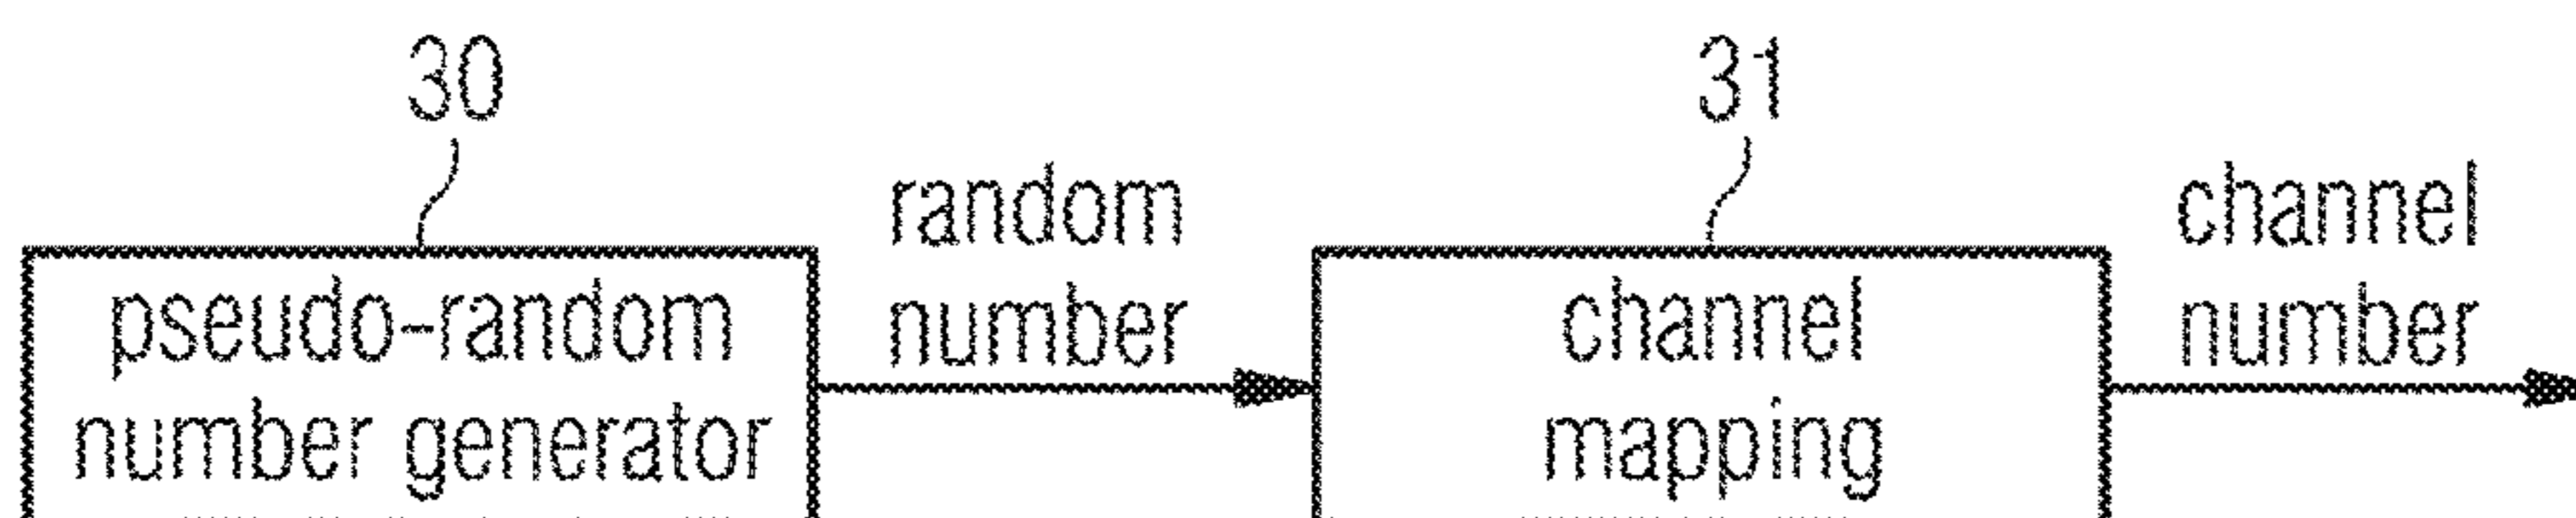 30
31
random
number
channel
number
pseudo-random
number generator
channel
mapping